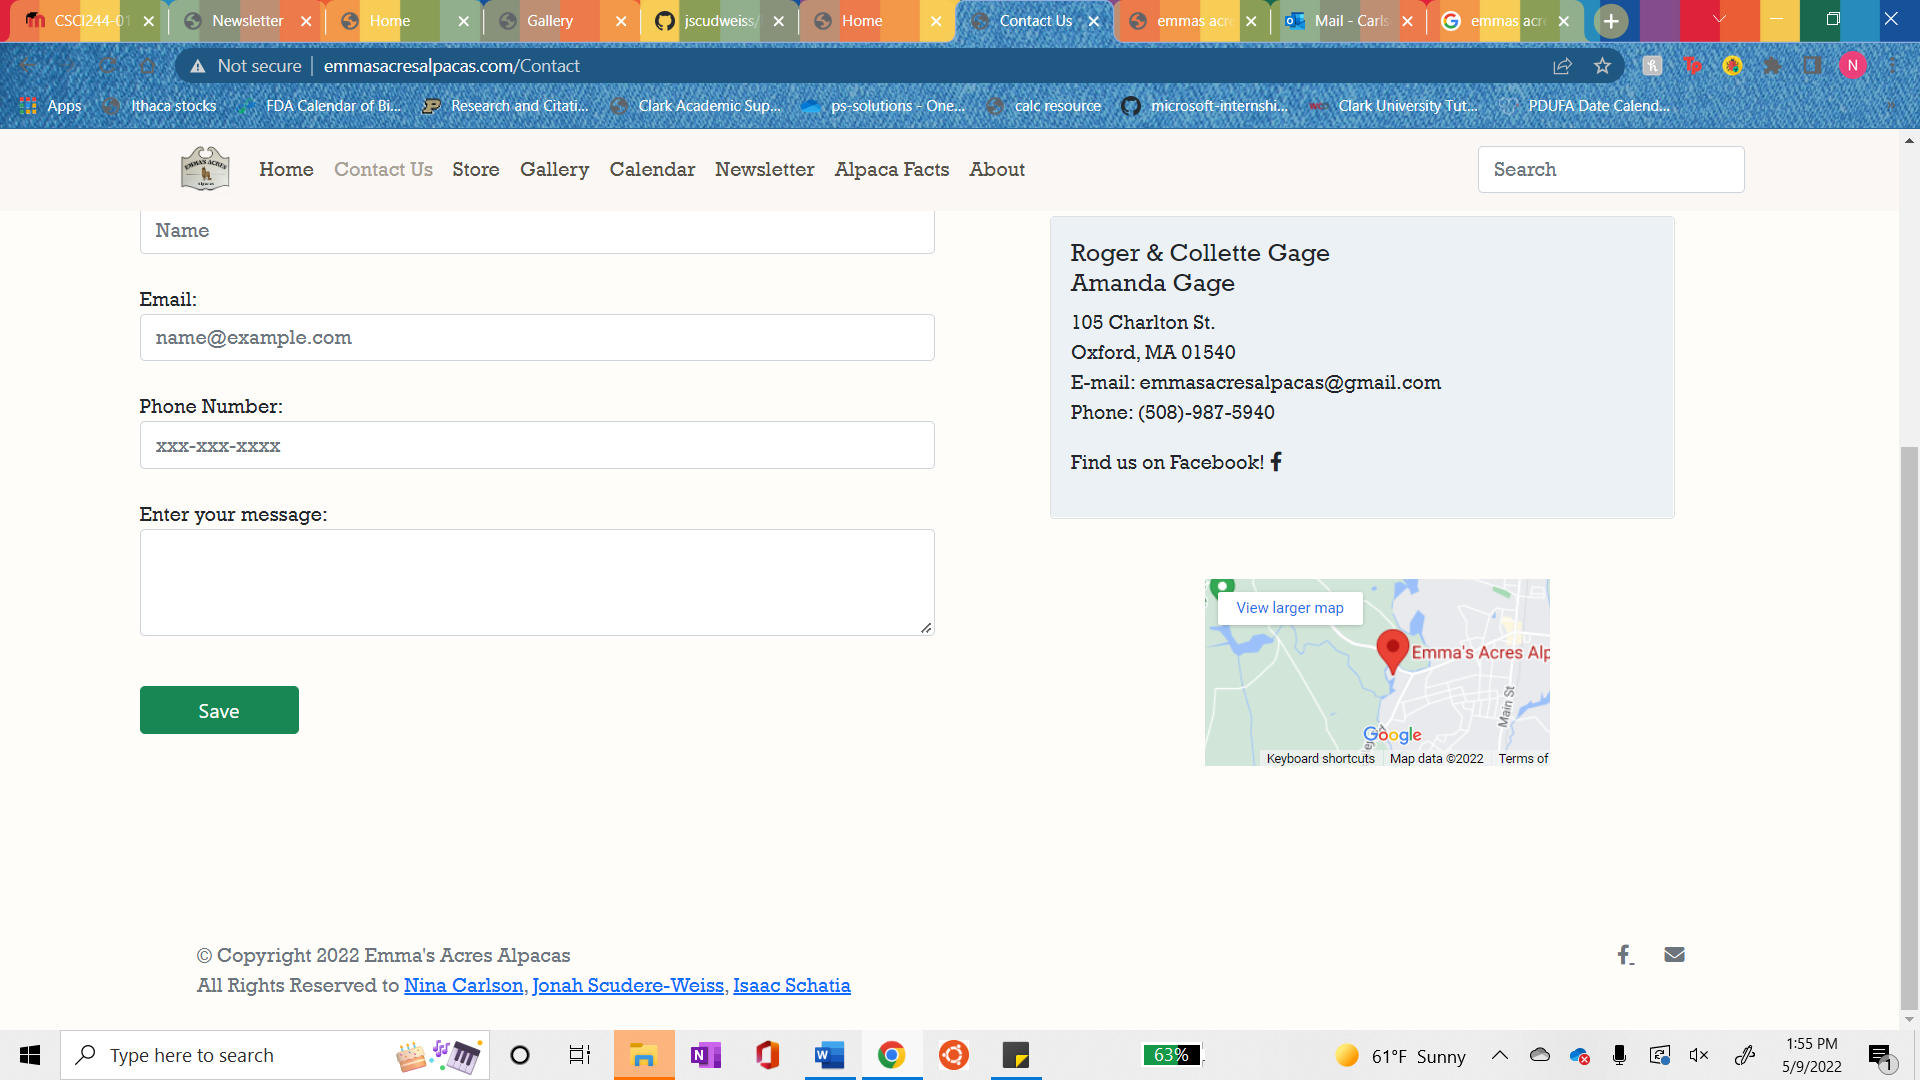 CSCI244-01
Newsletter
Home
Gallery
jscudweiss/
Home
Contact Us
emmas acre
Mail - Carls
emmas acre
Not secure
emmasacresalpacas.com/Contact
N
Apps
Ithaca stocks
FDA Calendar of Bi...
Research and Citati...
Clark Academic Sup...
ps-solutions - One...
calc resource
microsoft-internshi...
Clark University Tut...
PDUFA Date Calend...
EMMA'S ACRES
Alpacas
Home
Contact Us
Store
Gallery
Calendar
Newsletter
Alpaca Facts
About
Search
Name
Email:
name@example.com
Phone Number:
xxx-xxx-xxxx
Enter your message:
Save
Roger & Collette Gage
Amanda Gage
105 Charlton St.
Oxford, MA 01540
E-mail: emmasacresalpacas@gmail.com
Phone: (508)-987-5940
Find us on Facebook!
View larger map
Emma's Acres Alp
Main St
Google
Keyboard shortcuts
Map data ©2022
Terms of
© Copyright 2022 Emma's Acres Alpacas
All Rights Reserved to Nina Carlson, Jonah Scudere-Weiss, Isaac Schatia
Type here to search
63%
61°F Sunny
1:55 PM
5/9/2022
1